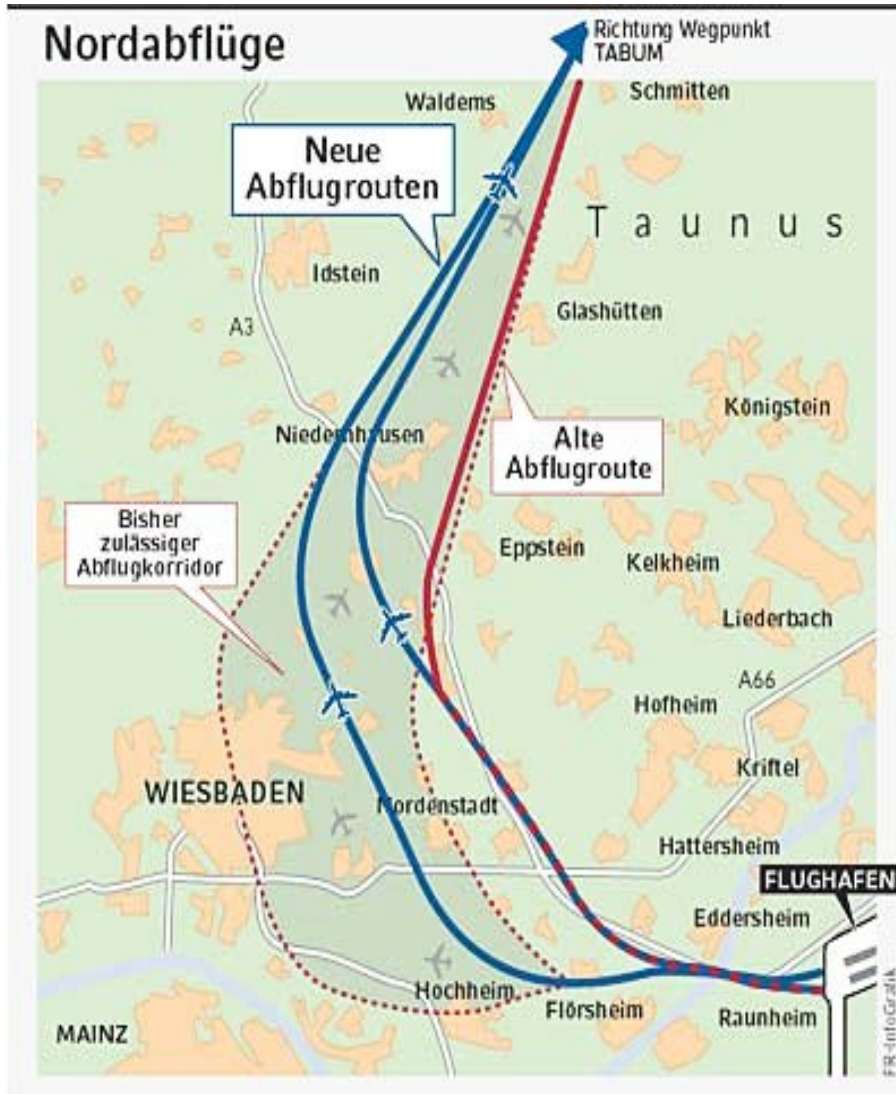 Nordabflüge
Richtung Wegpunkt
TABUM
Waldems
Schmitten
Neue
Abflugrouten
Taunus
Idstein
Glashütten
A3
Königstein
Niedernhausen
Alte
Abflugroute
Bisher
zulässiger
Abflugkorridor
Eppstein
Kelkheim
Liederbach
A66
Hofheim
Kriftel
WIESBADEN
Nordenstadt
Hattersheim
FLUGHAFEN
Eddersheim
Hochheim
Flörsheim
Raunheim
MAINZ
FR-InfoGrafik